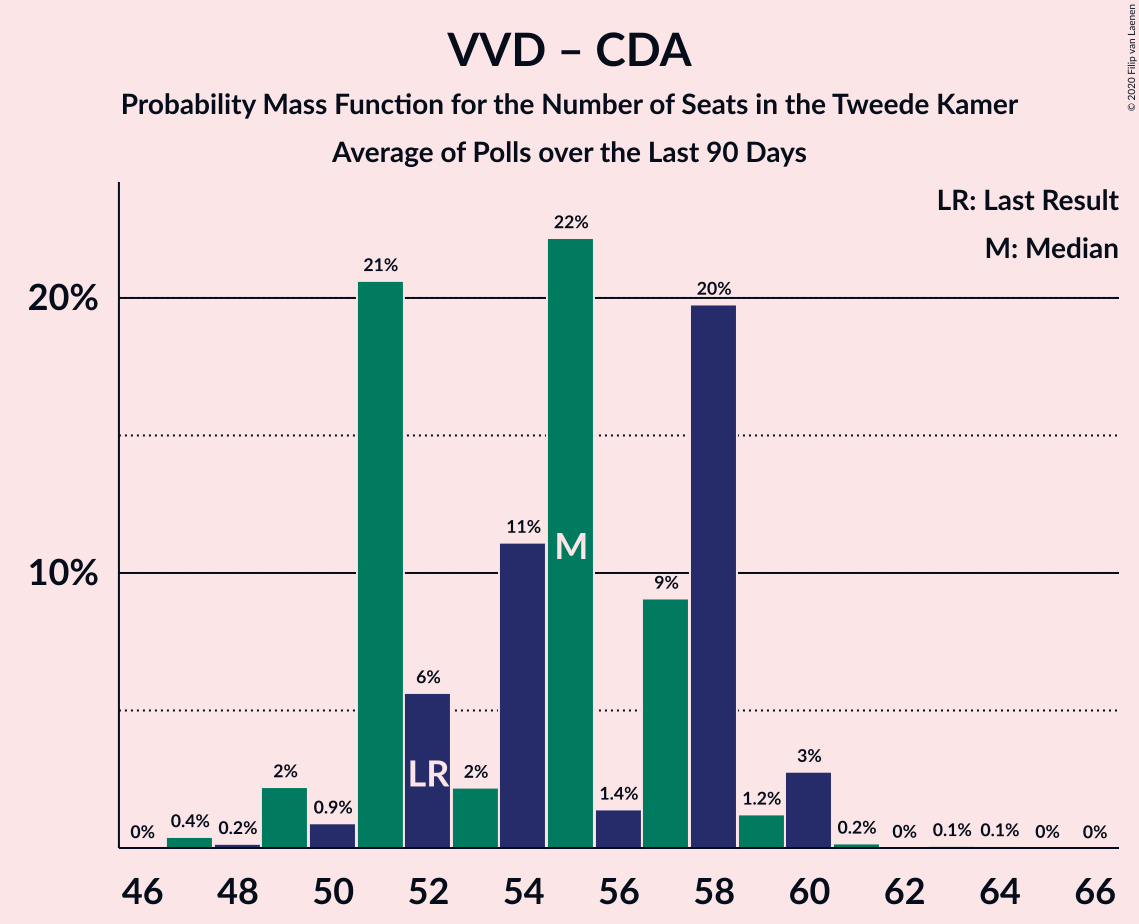 VVD – CDA
Probability Mass Function for the Number of Seats in the Tweede Kamer
Average of Polls over the Last 90 Days
© 2020 Filip van Laenen
LR: Last Result
M: Median
20%
10%
0%
0.4%
0.2%
2%
0.9%
21%
6%
2%
11%
22%
1.4%
9%
20%
1.2%
3%
0.2%
0%
0.1%
0.1%
0%
0%
LR
M
46 48 50 52 54 56 58 60 62 64 66